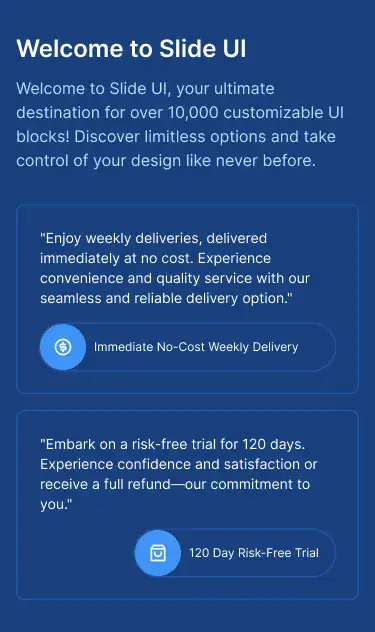 Welcome to Slide UI
Welcome to Slide UI, your ultimate
destination for over 10,000 customizable UI
blocks! Discover limitless options and take
control of your design like never before.
"Enjoy weekly deliveries, delivered
immediately at no cost. Experience
convenience and quality service with our
seamless and reliable delivery option."
Immediate No-Cost Weekly Delivery
"Embark on a risk-free trial for 120 days.
Experience confidence and satisfaction or
receive a full refund—our commitment to
you."
120 Day Risk-Free Trial